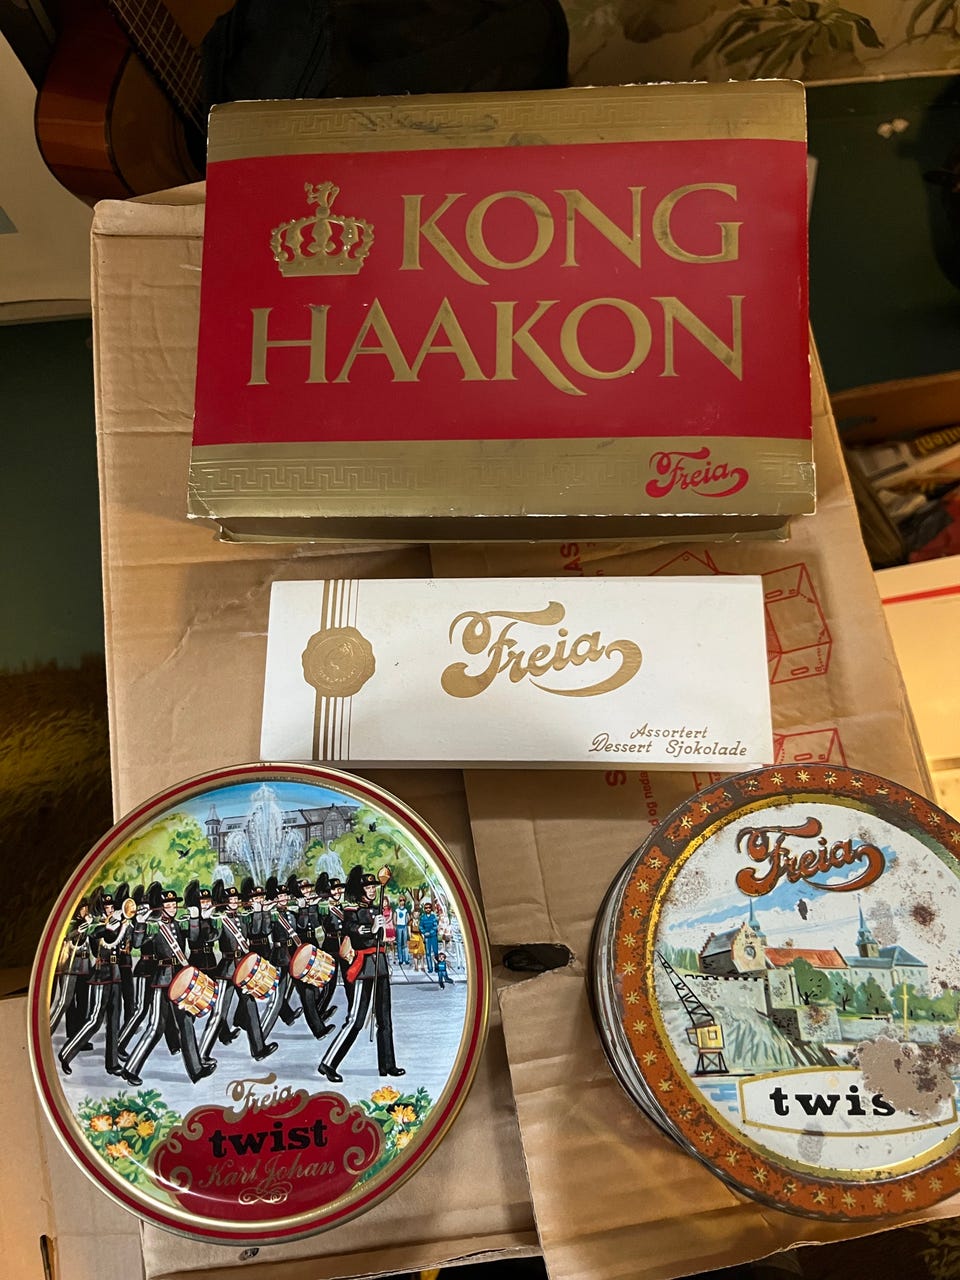 KONG
HAAKON
Freia
Freia
Assortert
Dessert Sjokolade
Freia
twist
Karl Johan
Freia
twis